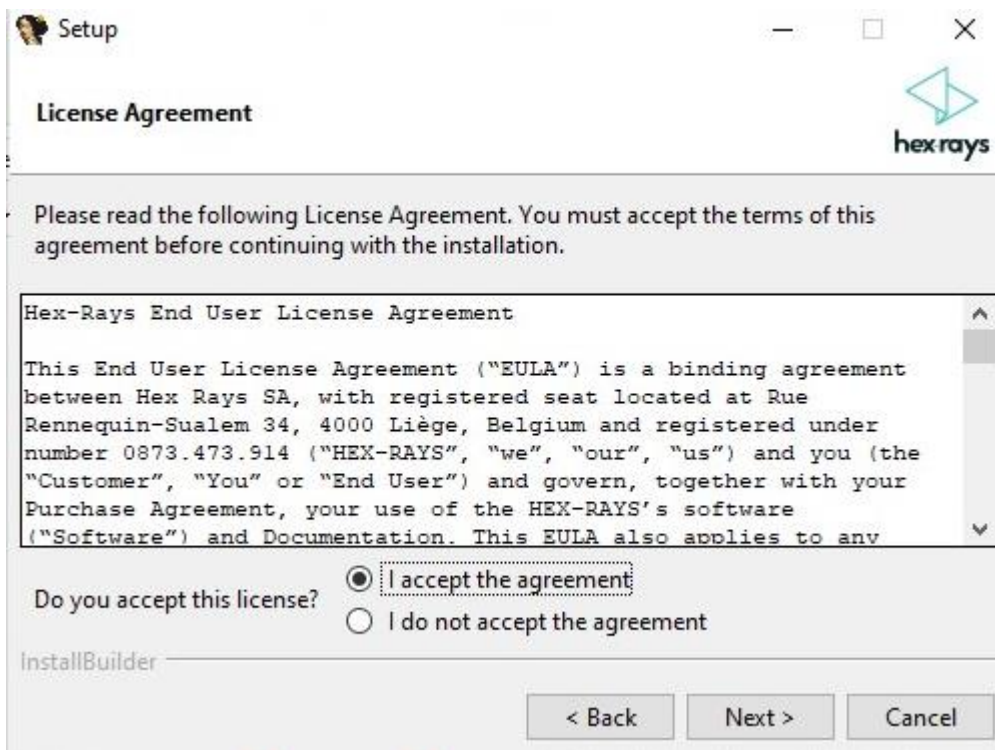 Setup
License Agreement
hex-rays
Please read the following License Agreement. You must accept the terms of this
agreement before continuing with the installation.
Hex-Rays End User License Agreement
This End User License Agreement (“EULA”) is a binding agreement
between Hex Rays SA, with registered seat located at Rue
Rennequin-Sualem 34, 4000 Liège, Belgium and registered under
number 0873.473.914 (“HEX-RAYS”, “we”, “our”, “us”) and you (the
“Customer”, “You” or “End User”) and govern, together with your
Purchase Agreement, your use of the HEX-RAYS’s software
(“Software”) and Documentation. This EULA also applies to any
Do you accept this license?
I accept the agreement
I do not accept the agreement
InstallBuilder
< Back
Next >
Cancel